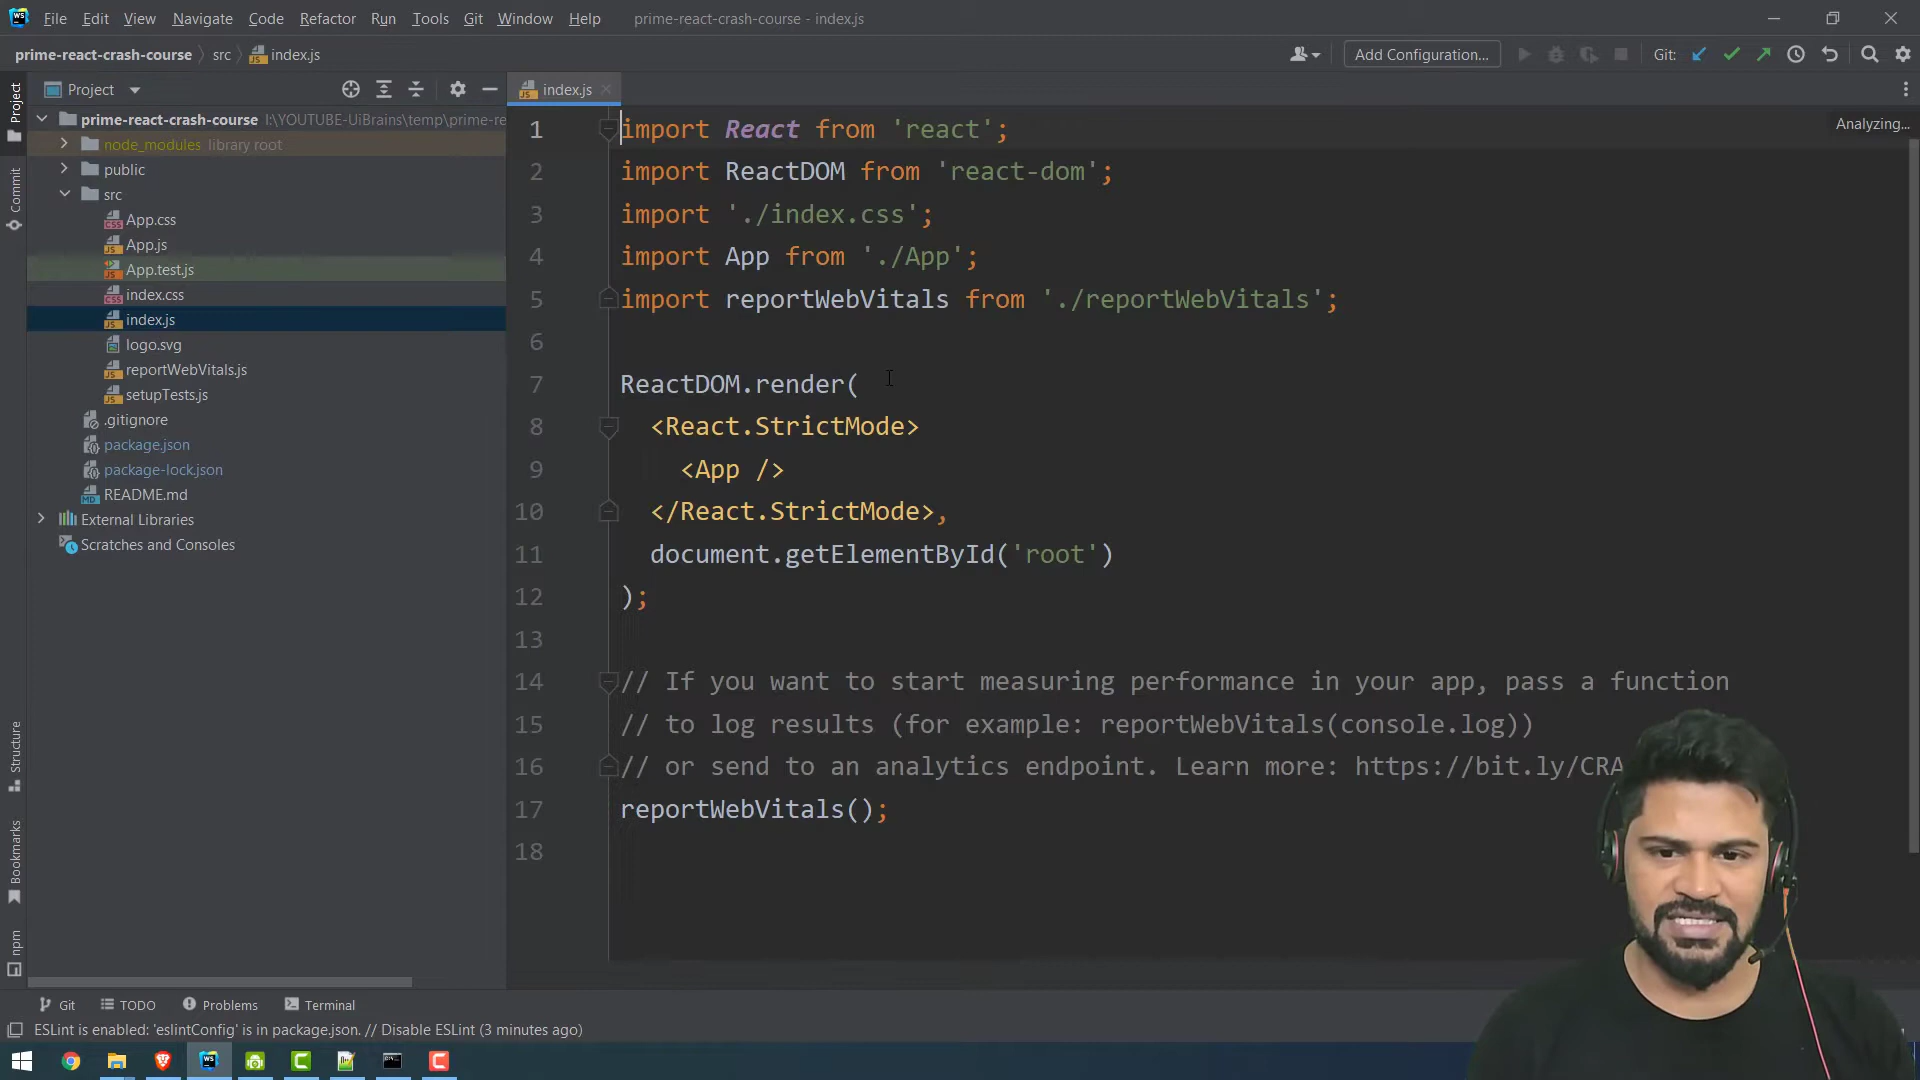 File Edit View Navigate Code Refactor Run Tools Git Window Help prime-react-crash-course - index.js
prime-react-crash-course src index.js Add Configuration... Git:
Project
index.js
Project
Commit
Structure
Bookmarks
npm
prime-react-crash-course I:\YOUTUBE-UiBrains\temp\prime-re
node_modules library root
public
src
App.css
App.js
App.test.js
index.css
index.js
logo.svg
reportWebVitals.js
setupTests.js
.gitignore
package.json
package-lock.json
README.md
External Libraries
Scratches and Consoles
Analyzing...
1 import React from 'react';
2 import ReactDOM from 'react-dom';
3 import './index.css';
4 import App from './App';
5 import reportWebVitals from './reportWebVitals';
6
7 ReactDOM.render(
8 <React.StrictMode>
9 <App />
10 </React.StrictMode>,
11 document.getElementById('root')
12 );
13
14 // If you want to start measuring performance in your app, pass a function
15 // to log results (for example: reportWebVitals(console.log))
16 // or send to an analytics endpoint. Learn more: https://bit.ly/CRA
17 reportWebVitals();
18
Git TODO Problems Terminal
ESLint is enabled: 'eslintConfig' is in package.json. // Disable ESLint (3 minutes ago)